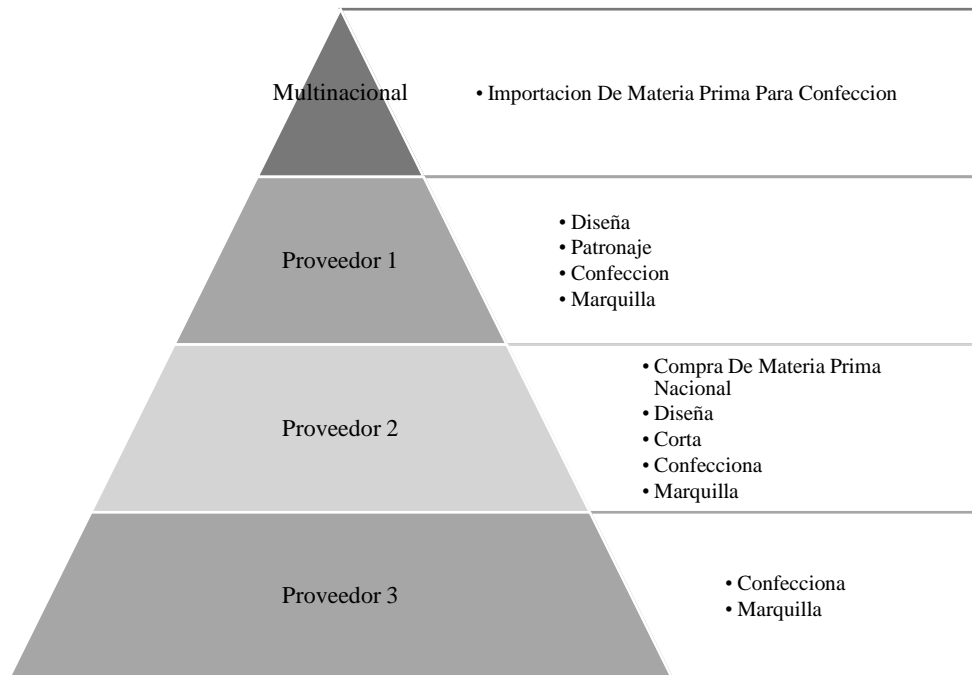 Multinacional
• Importacion De Materia Prima Para Confeccion
Proveedor 1
• Diseña
• Patronaje
• Confeccion
• Marquilla
Proveedor 2
• Compra De Materia Prima
Nacional
• Diseña
• Corta
• Confecciona
• Marquilla
Proveedor 3
• Confecciona
• Marquilla